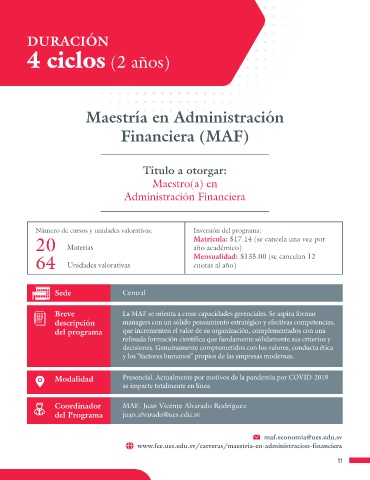 DURACIÓN
4 ciclos (2 años)
Maestría en Administración
Financiera (MAF)
Título a otorgar:
Maestro(a) en
Administración Financiera
Número de cursos y unidades valorativas:
20 Materias
64 Unidades valorativas
Inversión del programa:
Matrícula: $17.14 (se cancela una vez por
año académico)
Mensualidad: $135.00 (se cancelan 12
cuotas al año)
Sede
Central
Breve
descripción
del programa
La MAF se orienta a crear capacidades gerenciales. Se aspira formar
managers con un sólido pensamiento estratégico y efectivas competencias,
que incrementen el valor de su organización, complementados con una
refinada formación científica que fundamente sólidamente sus criterios y
decisiones. Genuinamente comprometidos con los valores, conducta ética
y los "factores humanos" propios de las empresas modernas.
Modalidad
Presencial. Actualmente por motivos de la pandemia por COVID-2019
se imparte totalmente en línea
Coordinador
del Programa
MAF. Juan Vicente Alvarado Rodríguez
juan.alvarado@ues.edu.sv
maf.economia@ues.edu.sv
www.fce.ues.edu.sv/carreras/maestria-en-administracion-financiera
11